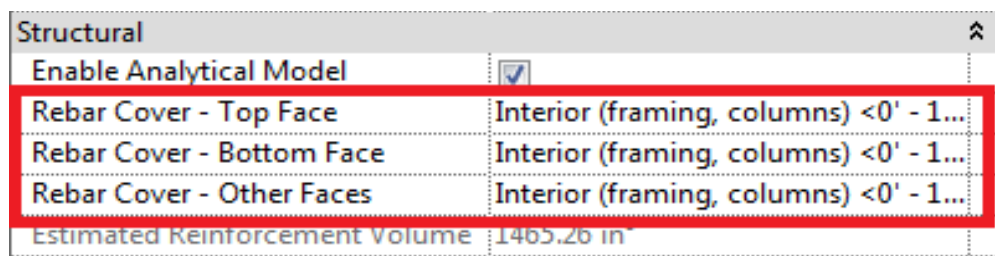 Structural
Enable Analytical Model
Rebar Cover - Top Face Interior (framing, columns) <0' - 1...
Rebar Cover - Bottom Face Interior (framing, columns) <0' - 1...
Rebar Cover - Other Faces Interior (framing, columns) <0' - 1...
Estimated Reinforcement Volume 1465.26 in³